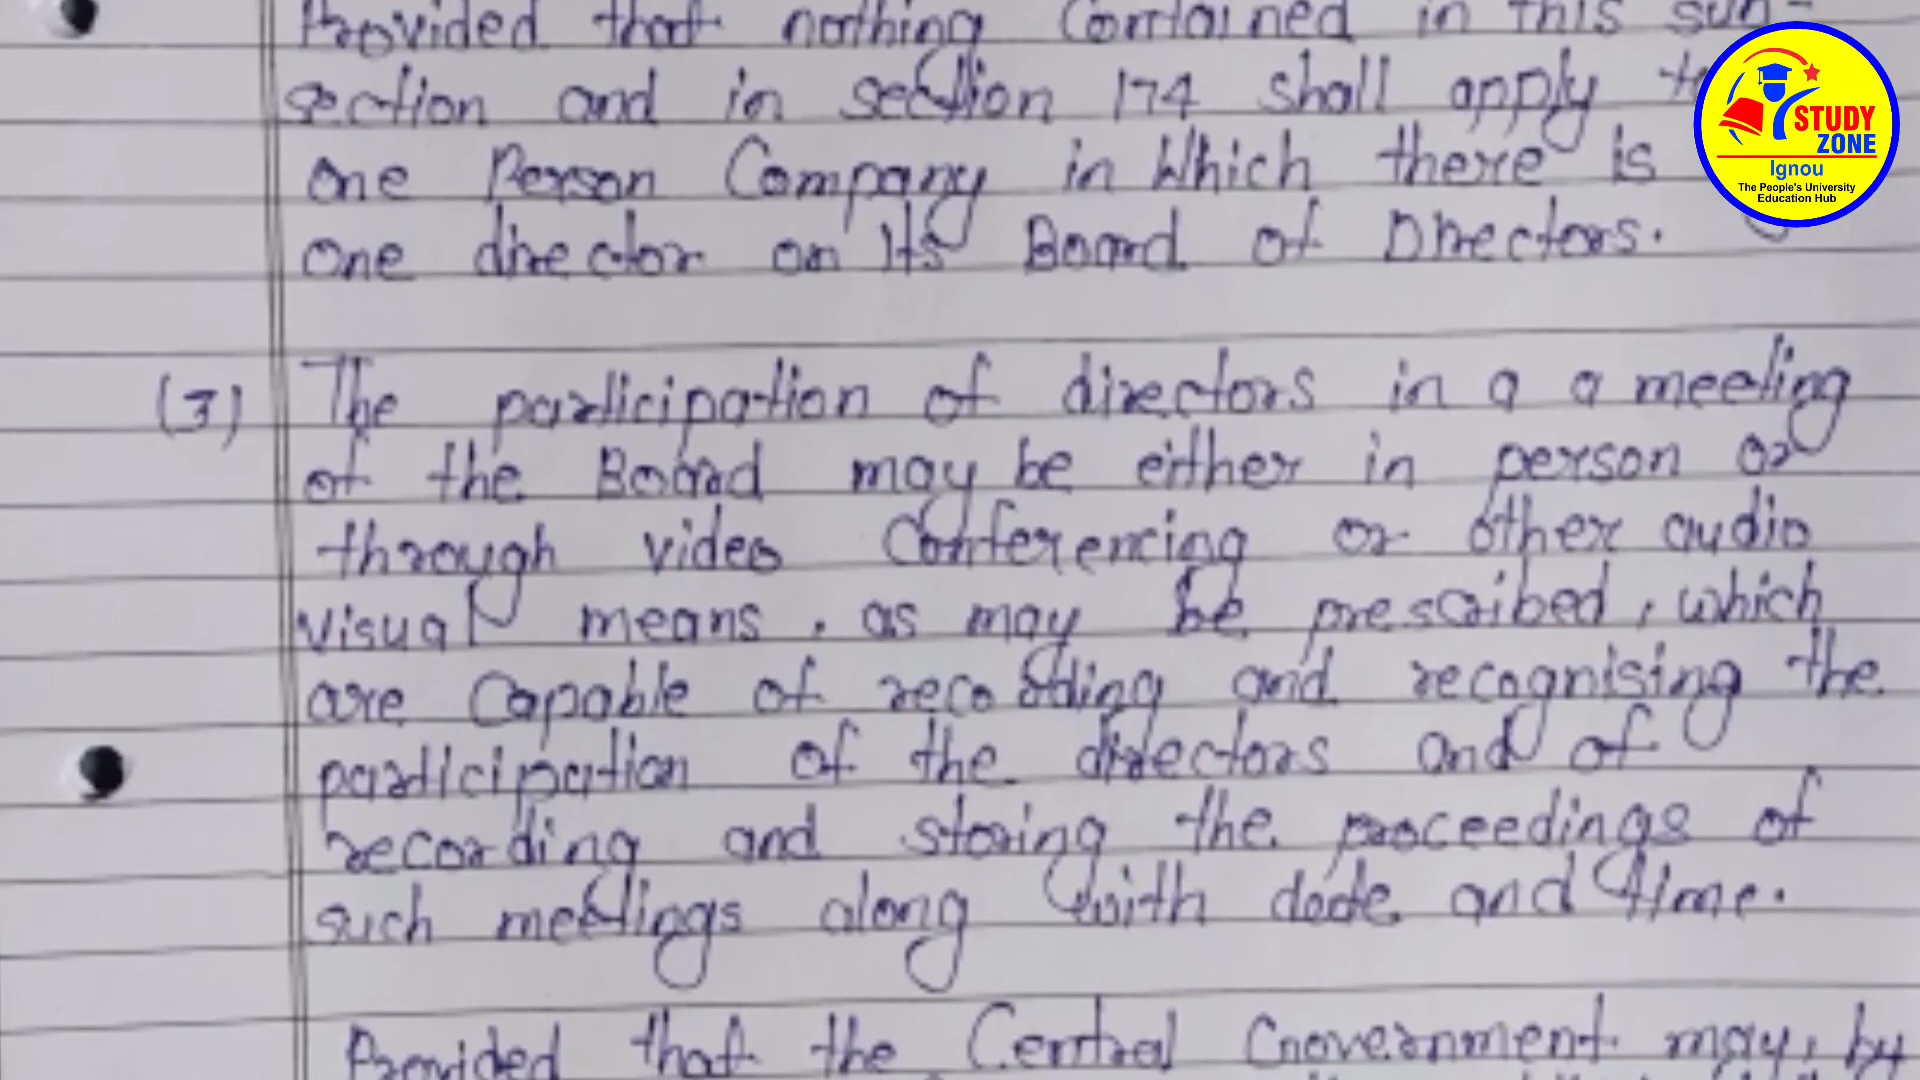 Provided that nothing Contained in this sub-
section and in section 174 shall apply
one Person Company in Which there is
one director on Its Board of Directors.
(3) The participation of directors in a a meeting
of the Board may be either in person or
through video Conferencing or other audio
visual means, as may be prescribed, which
are Capable of recording and recognising the
participation of the directors and of
recording and storing the proceedings of
such meetings along with date and time.
Provided that the Central Government may, by
STUDY
ZONE
Ignou
The People's University
Education Hub